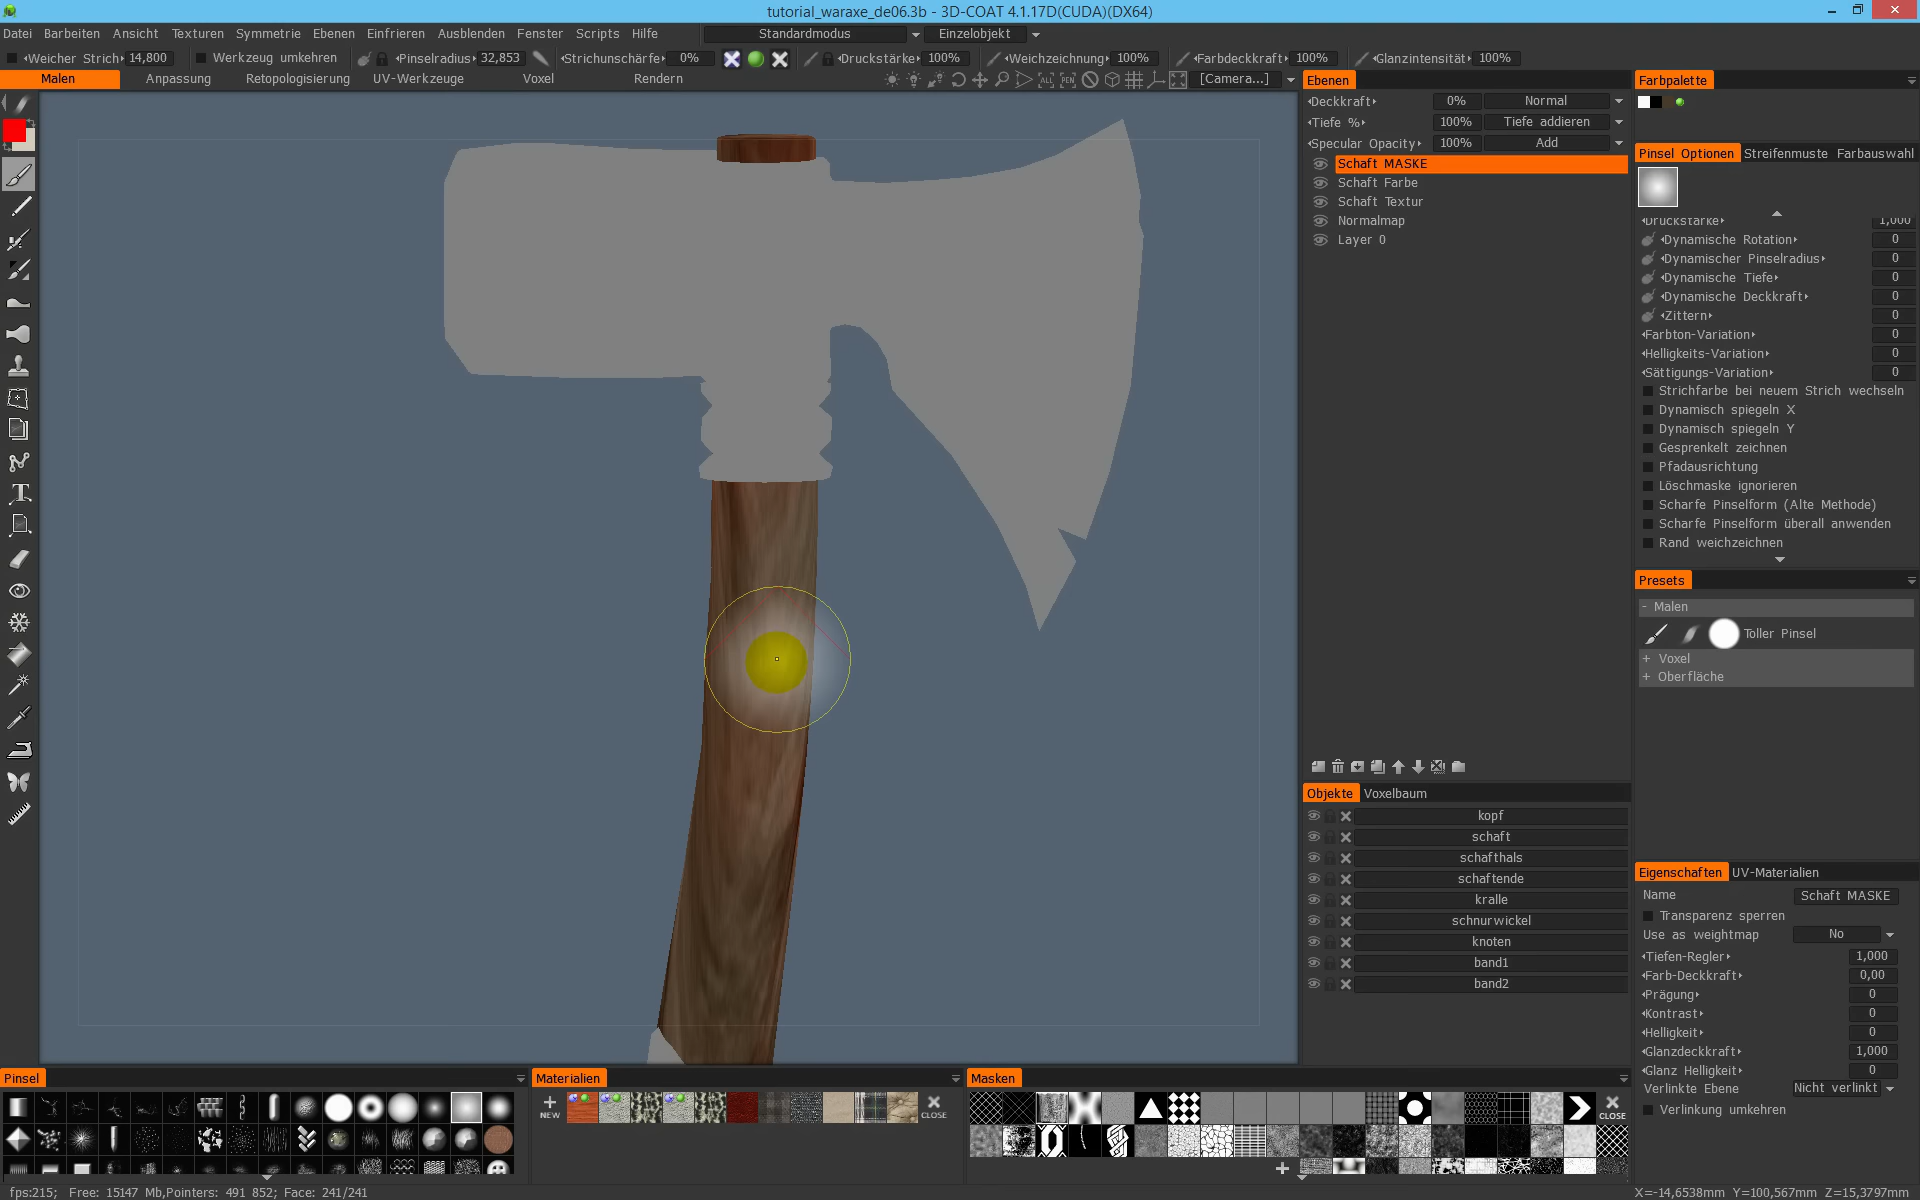 tutorial_waraxe_de06.3b - 3D-COAT 4.1.17D(CUDA)(DX64)
Datei Bearbeiten Ansicht Texturen Symmetrie Ebenen Einfrieren Ausblenden Fenster Scripts Hilfe Standardmodus Einzelobjekt
Weicher Strich 14,800 Werkzeug umkehren Pinselradius 32,853 Strichunschärfe 0% Druckstärke 100% Weichzeichnung 100% Farbdeckkraft 100% Glanzintensität 100%
Malen Anpassung Retopologisierung UV-Werkzeuge Voxel Rendern [Camera...]
Ebenen
Deckkraft 0% Normal
Tiefe % 100% Tiefe addieren
Specular Opacity 100% Add
Schaft MASKE
Schaft Farbe
Schaft Textur
Normalmap
Layer 0
Objekte Voxelbaum
kopf
schaft
schafthals
schaftende
kralle
schnurwickel
knoten
band1
band2
Farbpalette
Pinsel Optionen Streifenmuste Farbauswahl
Druckstärke 1,000
Dynamische Rotation 0
Dynamischer Pinselradius 0
Dynamische Tiefe 0
Dynamische Deckkraft 0
Zittern 0
Farbton-Variation 0
Helligkeits-Variation 0
Sättigungs-Variation 0
Strichfarbe bei neuem Strich wechseln
Dynamisch spiegeln X
Dynamisch spiegeln Y
Gesprenkelt zeichnen
Pfadausrichtung
Löschmaske ignorieren
Scharfe Pinselform (Alte Methode)
Scharfe Pinselform überall anwenden
Rand weichzeichnen
Presets
- Malen
Toller Pinsel
+ Voxel
+ Oberfläche
Eigenschaften UV-Materialien
Name Schaft MASKE
Transparenz sperren
Use as weightmap No
Tiefen-Regler 1,000
Farb-Deckkraft 0,00
Prägung 0
Kontrast 0
Helligkeit 0
Glanzdeckkraft 1,000
Glanz Helligkeit 0
Verlinkte Ebene Nicht verlinkt
Verlinkung umkehren
Pinsel
Materialien
NEW
CLOSE
Masken
CLOSE
fps:215; Free: 15147 Mb,Pointers: 491 852; Face: 241/241
X=-14,6538mm Y=100,567mm Z=15,3797mm